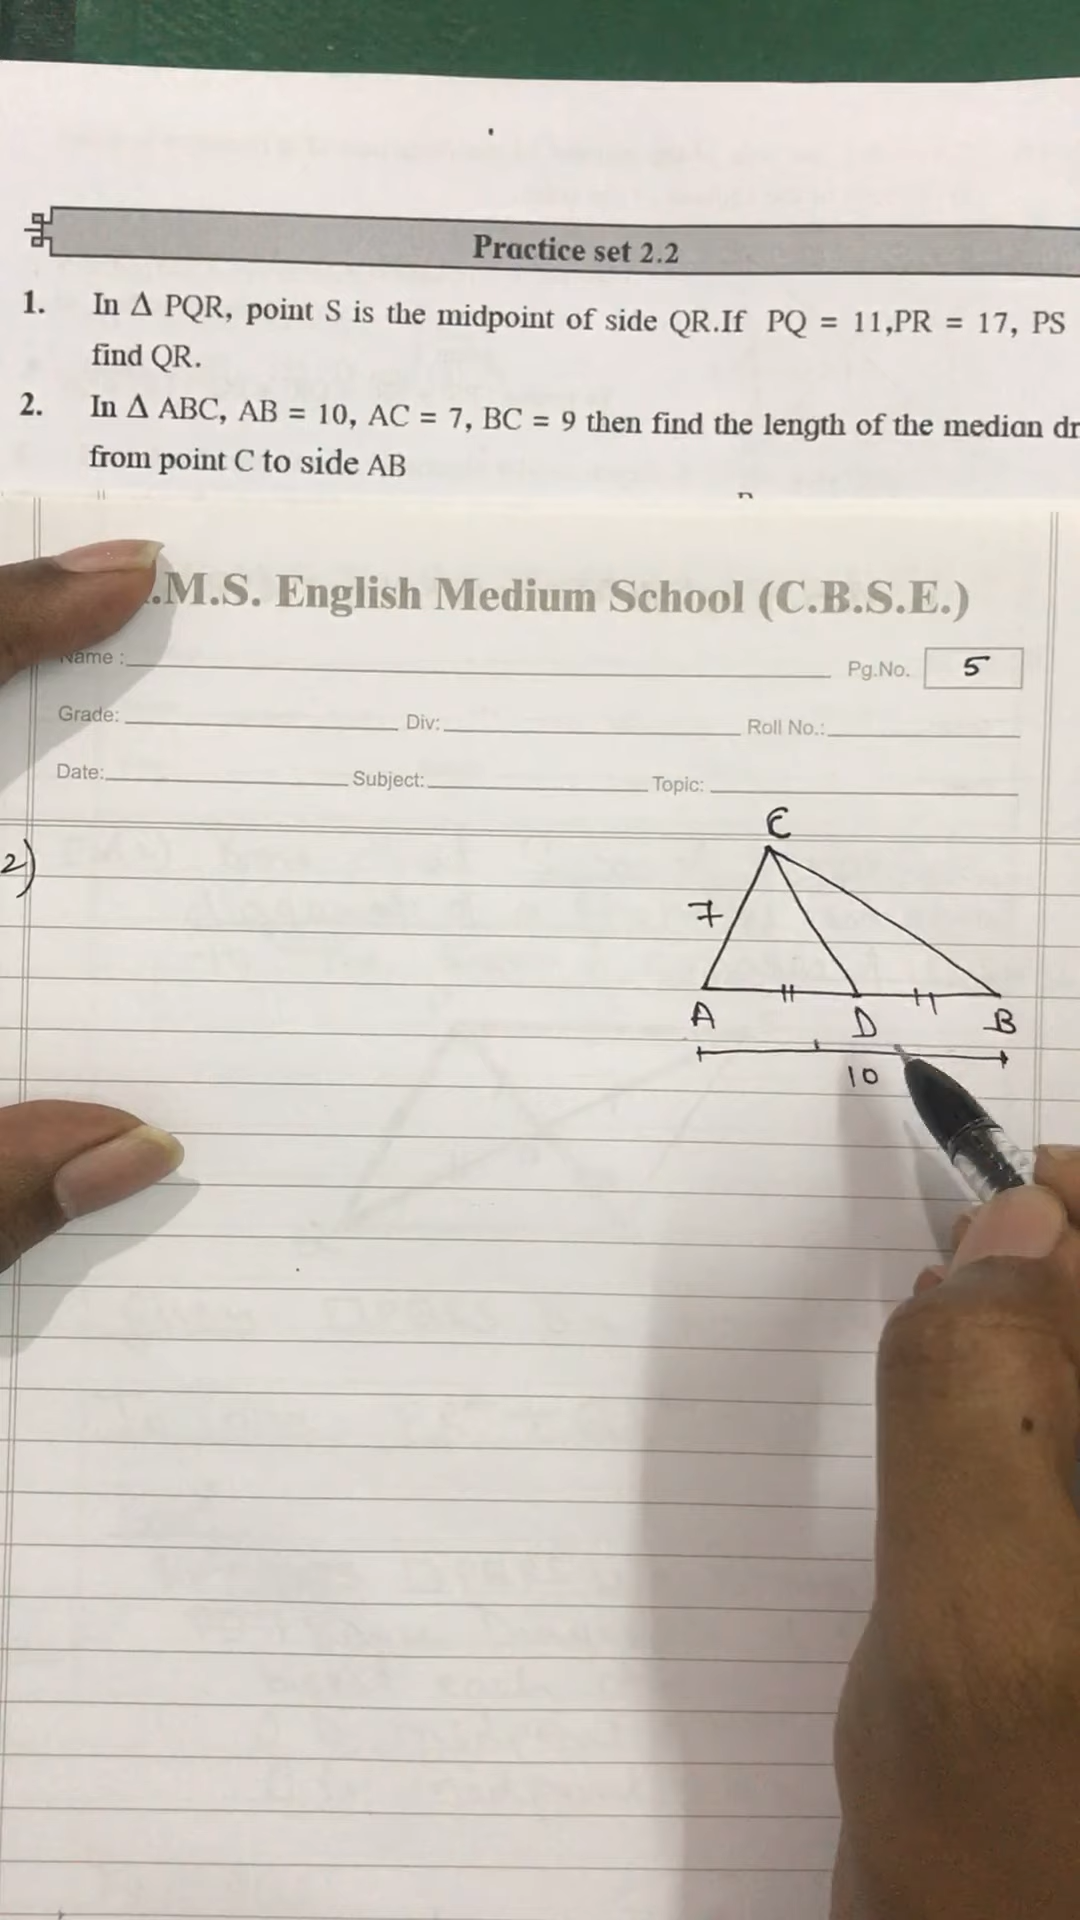 Practice set 2.2
1. In Δ PQR, point S is the midpoint of side QR.If PQ = 11,PR = 17, PS
find QR.
2. In Δ ABC, AB = 10, AC = 7, BC = 9 then find the length of the median dr
from point C to side AB
.M.S. English Medium School (C.B.S.E.)
Name : Pg.No. 5
Grade: Div: Roll No.:
Date: Subject: Topic:
2)
C
7
A D B
10